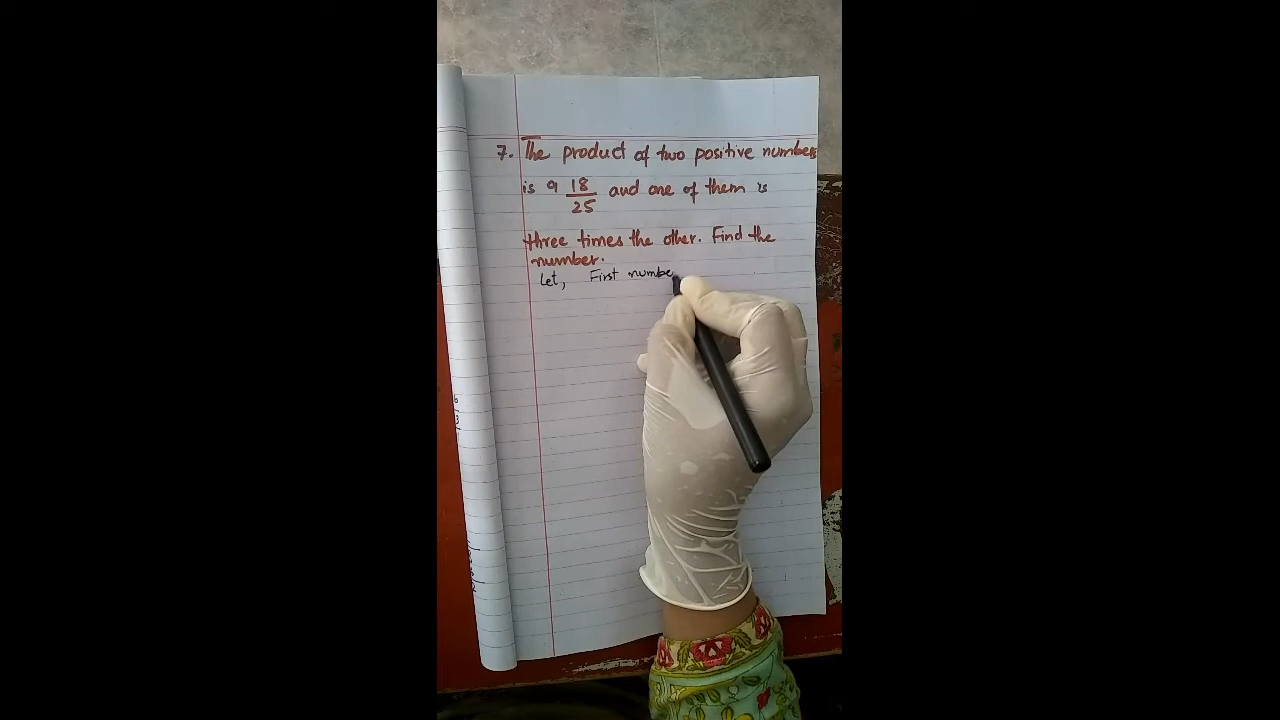 7. The product of two positive numbers
is 9 18/25 and one of them is
three times the other. Find the
number.
Let, First numbe